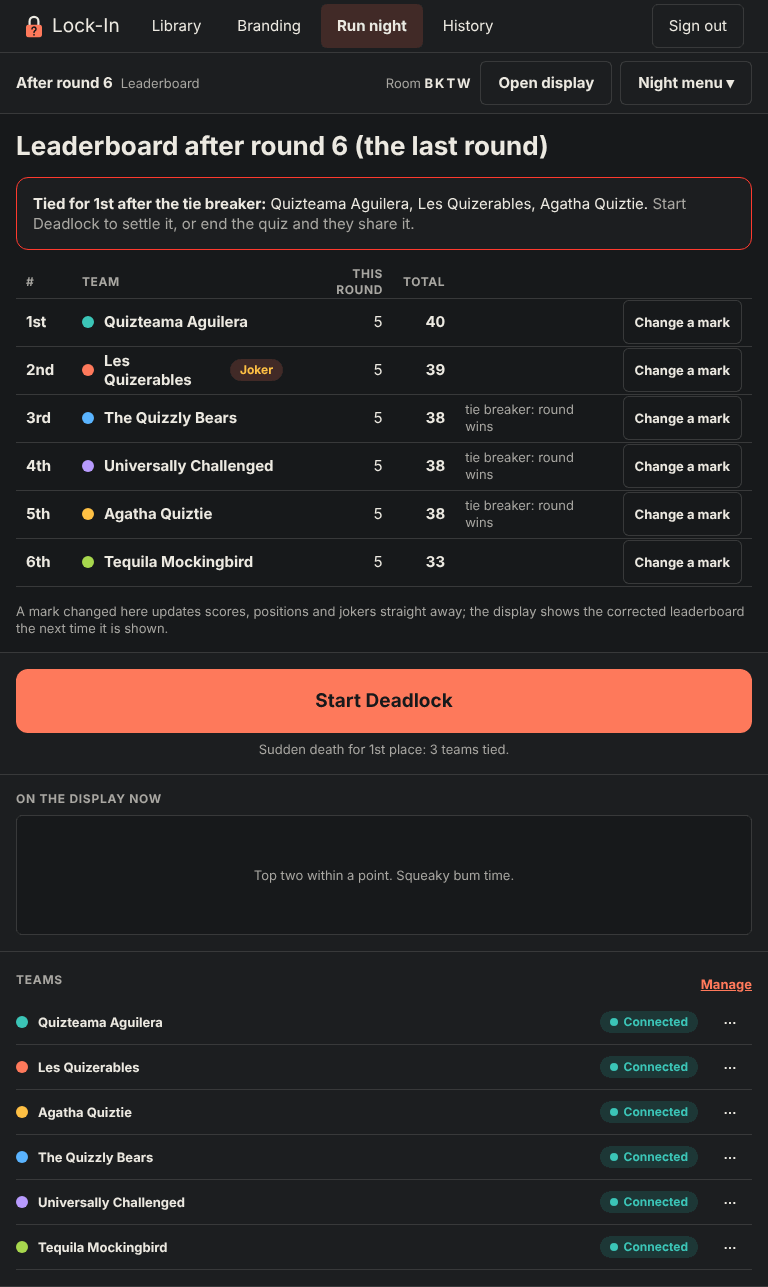 Lock-In Library Branding Run night History Sign out
After round 6 Leaderboard Room BKTW Open display Night menu ▾
Leaderboard after round 6 (the last round)
Tied for 1st after the tie breaker: Quizteama Aguilera, Les Quizerables, Agatha Quiztie. Start
Deadlock to settle it, or end the quiz and they share it.
# TEAM THIS ROUND TOTAL
1st Quizteama Aguilera 5 40 Change a mark
2nd Les Quizerables Joker 5 39 Change a mark
3rd The Quizzly Bears 5 38 tie breaker: round wins Change a mark
4th Universally Challenged 5 38 tie breaker: round wins Change a mark
5th Agatha Quiztie 5 38 tie breaker: round wins Change a mark
6th Tequila Mockingbird 5 33 Change a mark
A mark changed here updates scores, positions and jokers straight away; the display shows the corrected leaderboard
the next time it is shown.
Start Deadlock
Sudden death for 1st place: 3 teams tied.
ON THE DISPLAY NOW
Top two within a point. Squeaky bum time.
TEAMS Manage
Quizteama Aguilera Connected ...
Les Quizerables Connected ...
Agatha Quiztie Connected ...
The Quizzly Bears Connected ...
Universally Challenged Connected ...
Tequila Mockingbird Connected ...